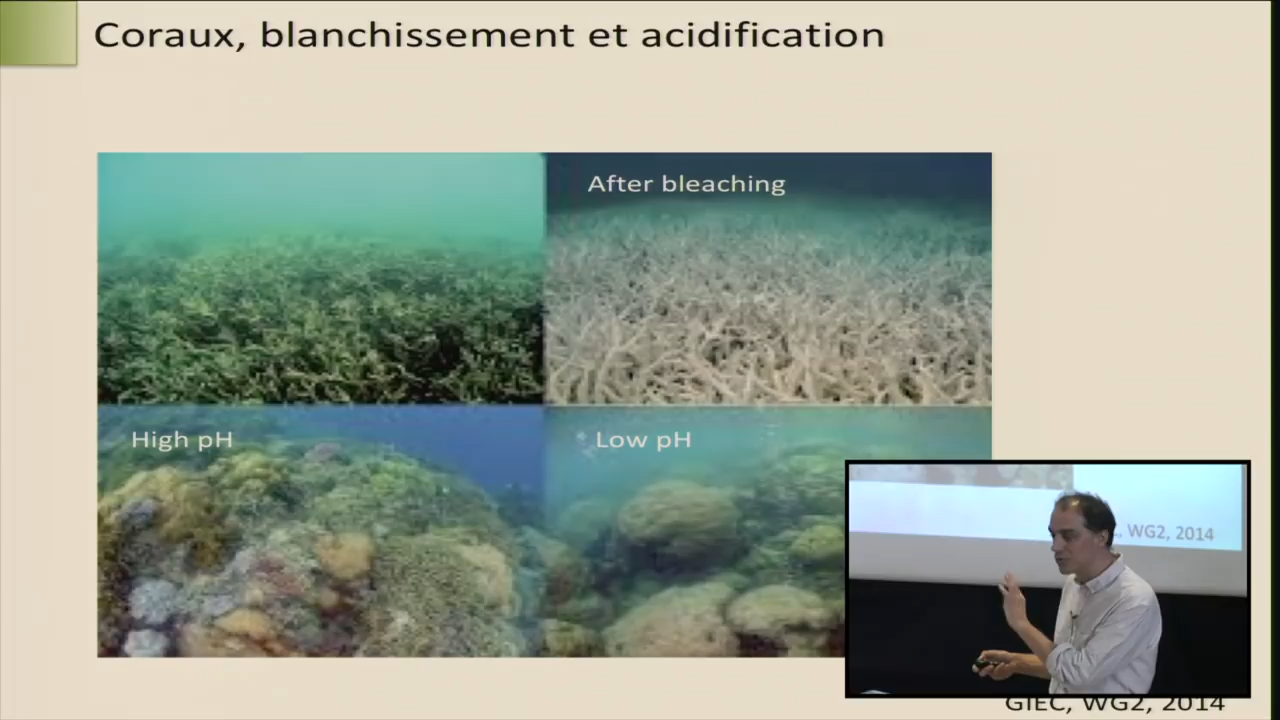 Coraux, blanchissement et acidification
After bleaching
High pH
Low pH
WG2, 2014
GIEC, WG2, 2014